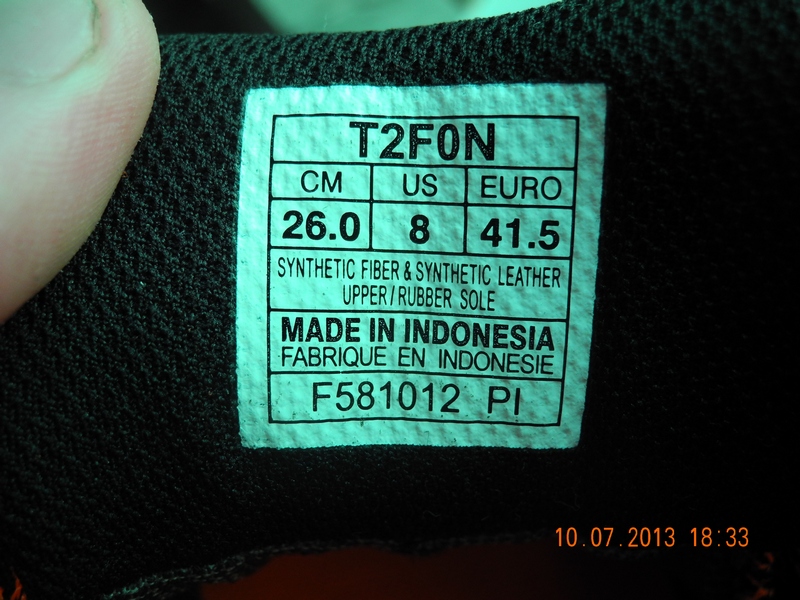 T2F0N
CM US EURO
26.0 8 41.5
SYNTHETIC FIBER & SYNTHETIC LEATHER
UPPER / RUBBER SOLE
MADE IN INDONESIA
FABRIQUE EN INDONESIE
F581012 PI
10.07.2013 18:33